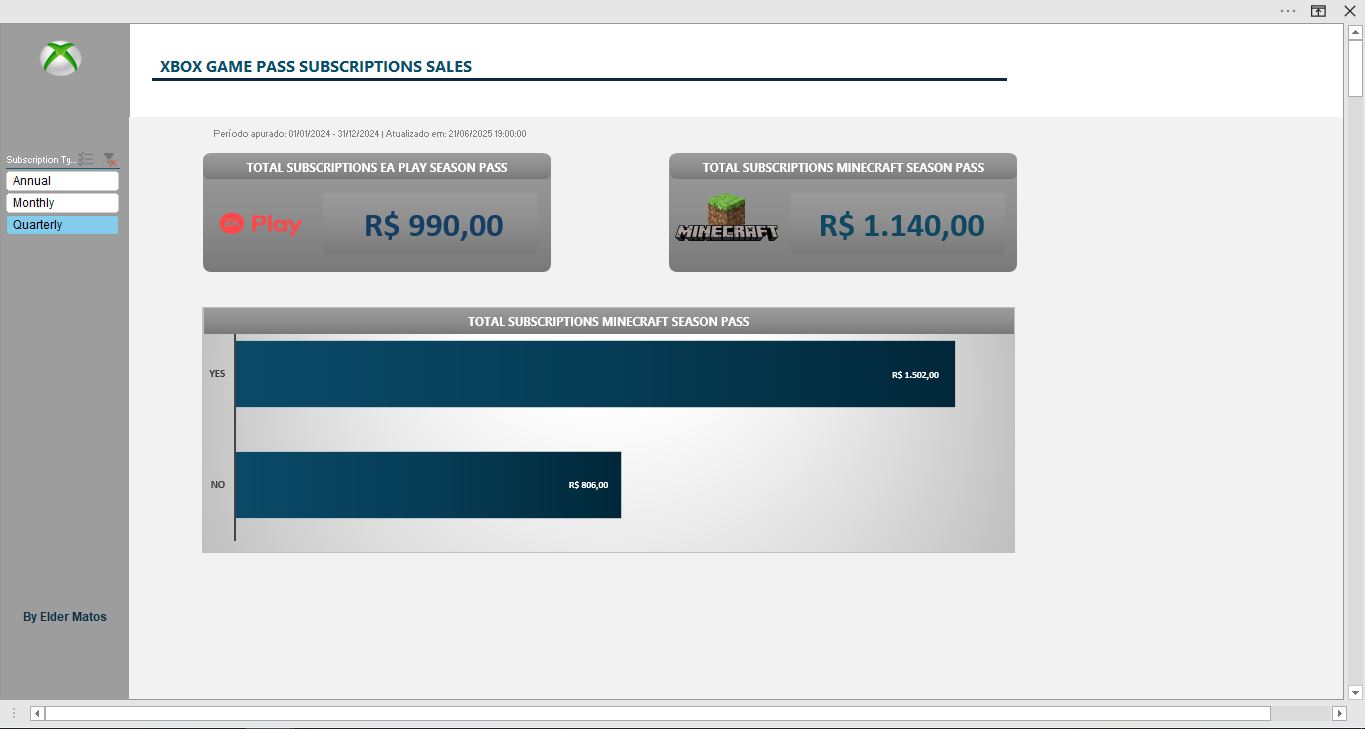 XBOX GAME PASS SUBSCRIPTIONS SALES
Período apurado: 01/01/2024 - 31/12/2024 | Atualizado em: 21/06/2025 19:00:00
Subscription Ty...
Annual
Monthly
Quarterly
TOTAL SUBSCRIPTIONS EA PLAY SEASON PASS
EA Play
R$ 990,00
TOTAL SUBSCRIPTIONS MINECRAFT SEASON PASS
MINECRAFT
R$ 1.140,00
TOTAL SUBSCRIPTIONS MINECRAFT SEASON PASS
YES
R$ 1.502,00
NO
R$ 806,00
By Elder Matos